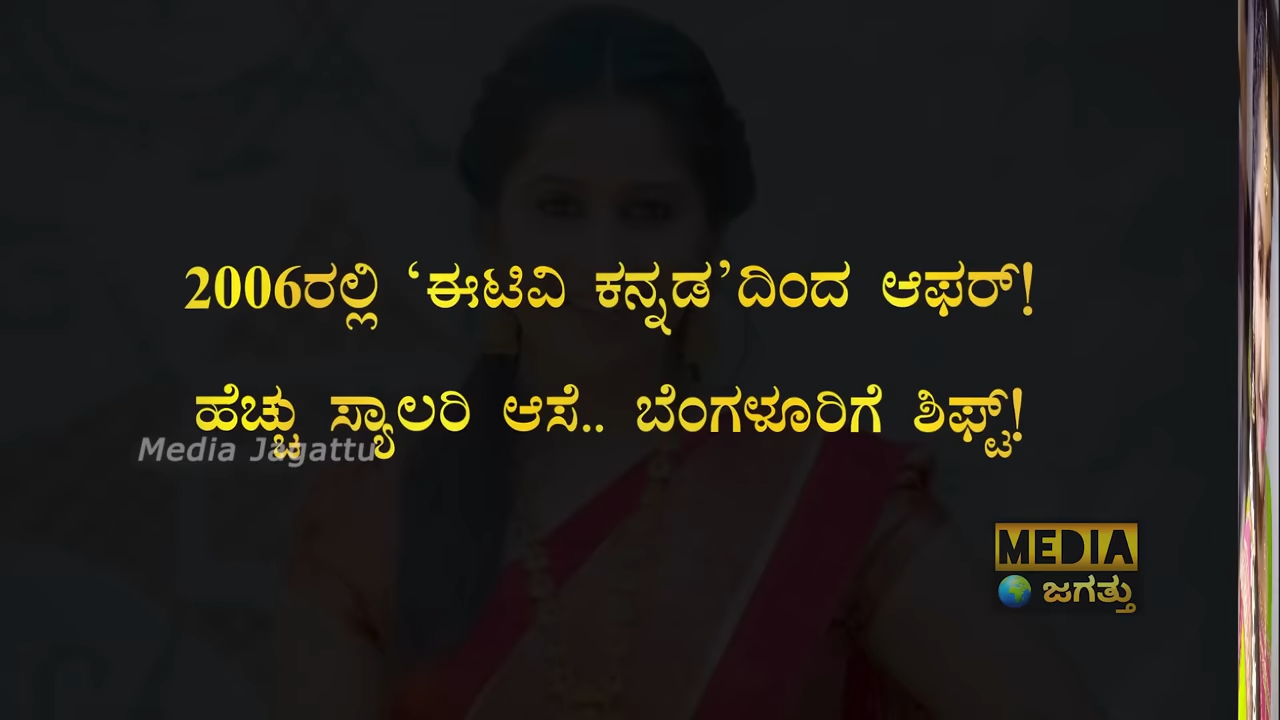 2006ರಲ್ಲಿ ‘ಈಟಿವಿ ಕನ್ನಡ’ದಿಂದ ಆಫರ್!
ಹೆಚ್ಚು ಸ್ಯಾಲರಿ ಆಸೆ.. ಬೆಂಗಳೂರಿಗೆ ಶಿಫ್ಟ್!
Media Jagattu
MEDIA
ಜಗತ್ತು